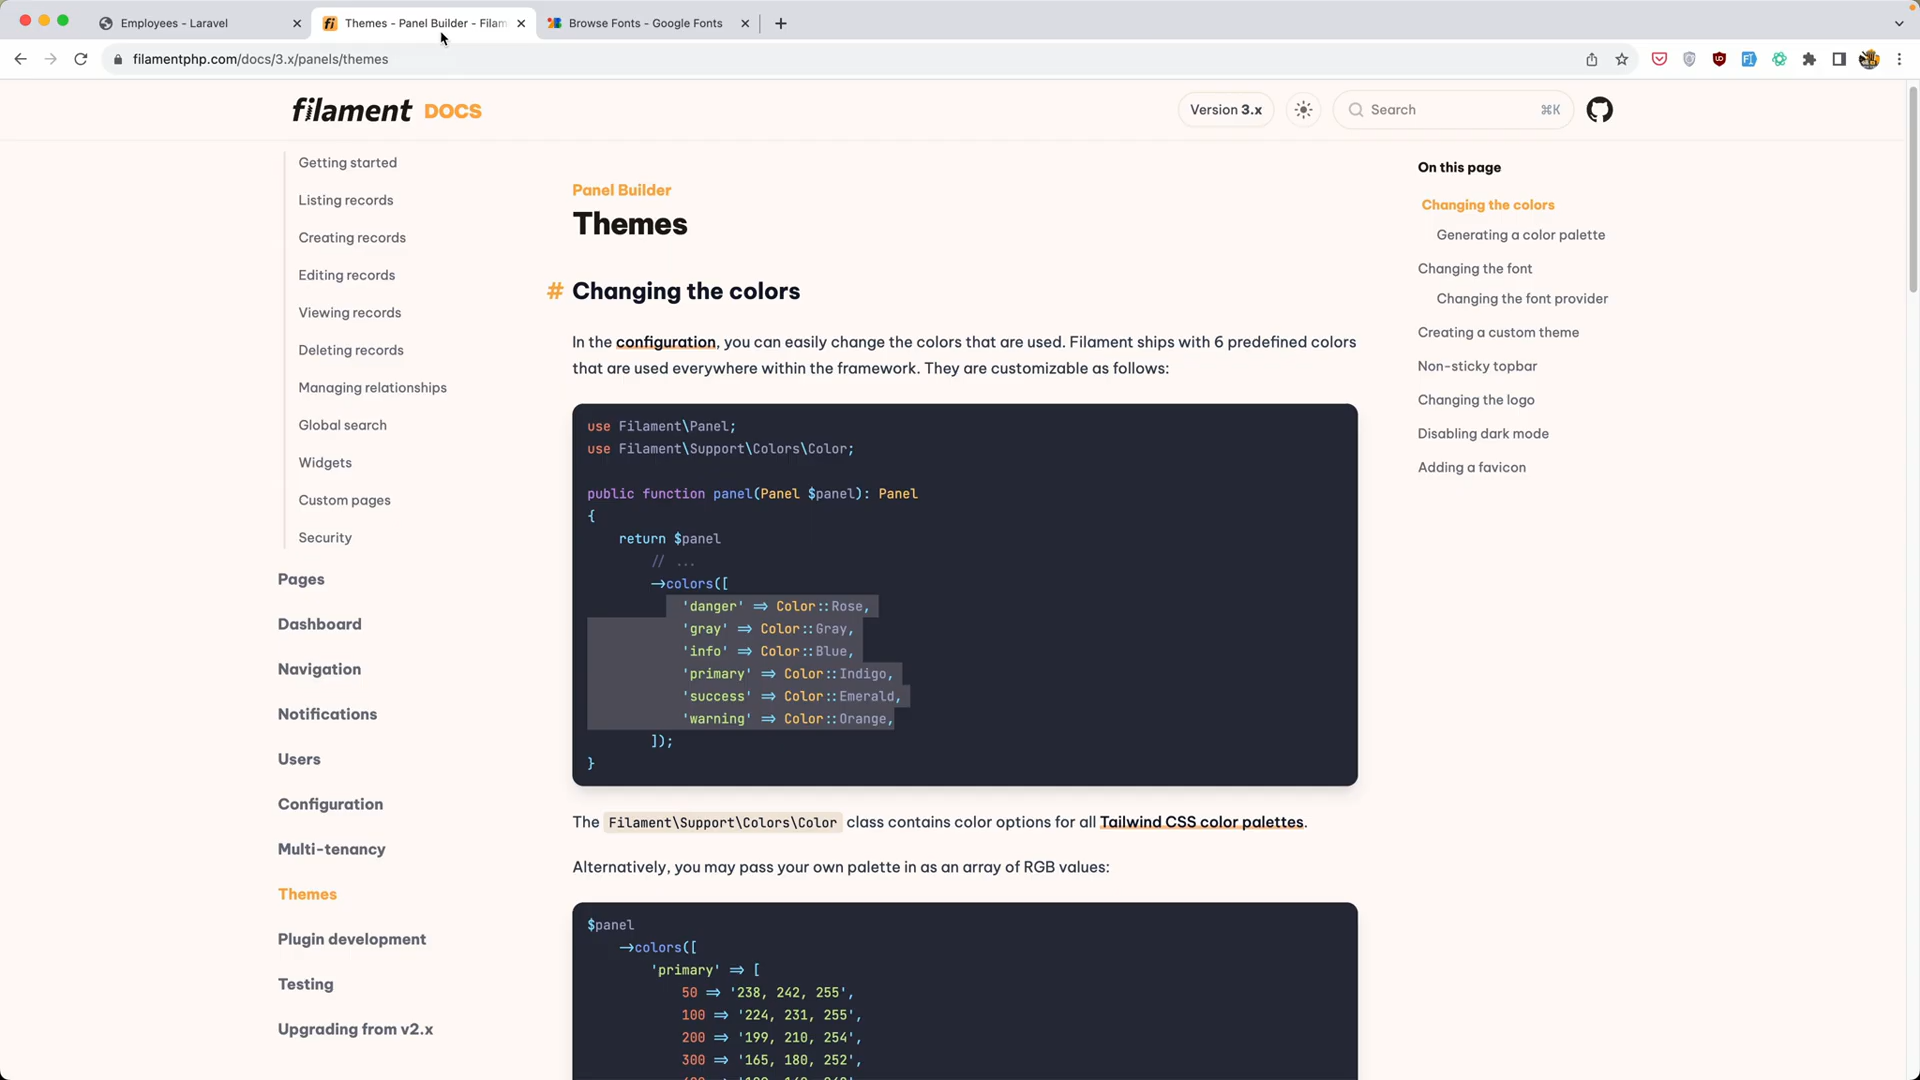 Employees - Laravel
Themes - Panel Builder - Filam
Browse Fonts - Google Fonts
filamentphp.com/docs/3.x/panels/themes
filament DOCS
Version 3.x
Search
⌘K
Getting started
Listing records
Creating records
Editing records
Viewing records
Deleting records
Managing relationships
Global search
Widgets
Custom pages
Security
Pages
Dashboard
Navigation
Notifications
Users
Configuration
Multi-tenancy
Themes
Plugin development
Testing
Upgrading from v2.x
Panel Builder
Themes
# Changing the colors
In the configuration, you can easily change the colors that are used. Filament ships with 6 predefined colors
that are used everywhere within the framework. They are customizable as follows:
use Filament\Panel;
use Filament\Support\Colors\Color;
public function panel(Panel $panel): Panel
{
return $panel
// ...
->colors([
'danger' => Color::Rose,
'gray' => Color::Gray,
'info' => Color::Blue,
'primary' => Color::Indigo,
'success' => Color::Emerald,
'warning' => Color::Orange,
]);
}
The Filament\Support\Colors\Color class contains color options for all Tailwind CSS color palettes.
Alternatively, you may pass your own palette in as an array of RGB values:
$panel
->colors([
'primary' => [
50 => '238, 242, 255',
100 => '224, 231, 255',
200 => '199, 210, 254',
300 => '165, 180, 252',
On this page
Changing the colors
Generating a color palette
Changing the font
Changing the font provider
Creating a custom theme
Non-sticky topbar
Changing the logo
Disabling dark mode
Adding a favicon